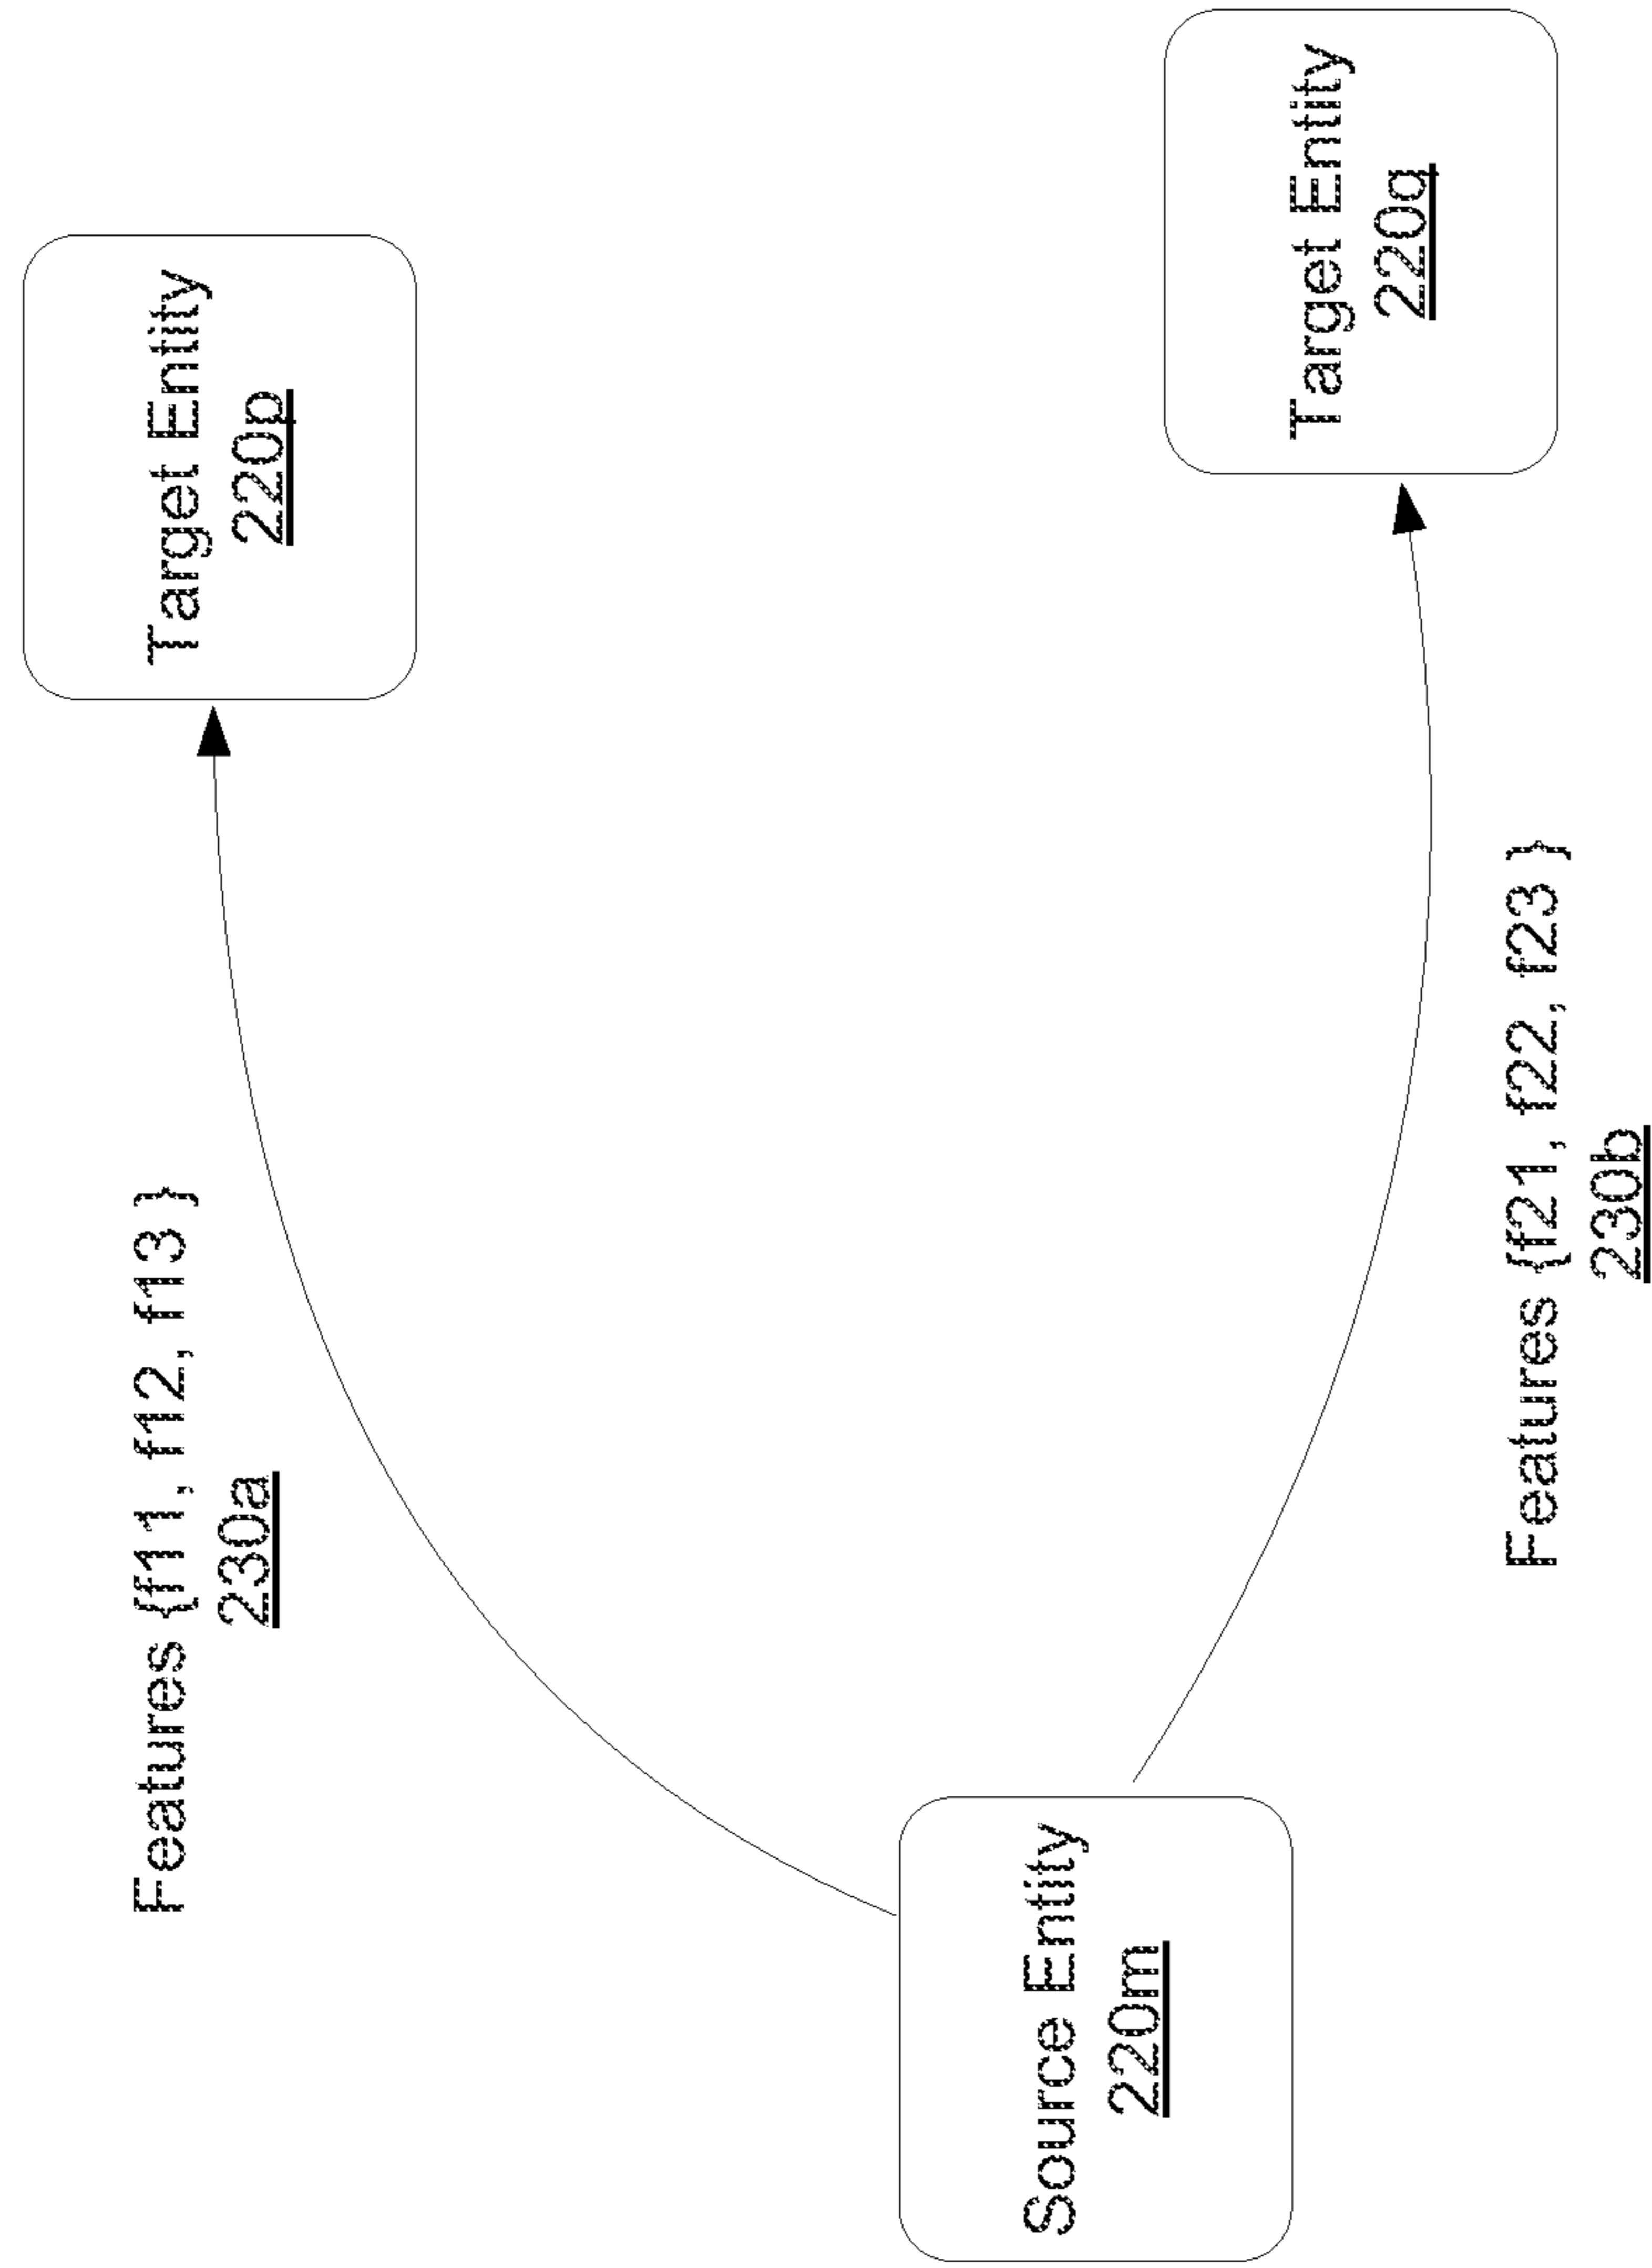 Features {f11, f12, f13 }
230a
Target Entity
220p
Source Entity
220m
Target Entity
220q
Features {f21, f22, f23 }
230b